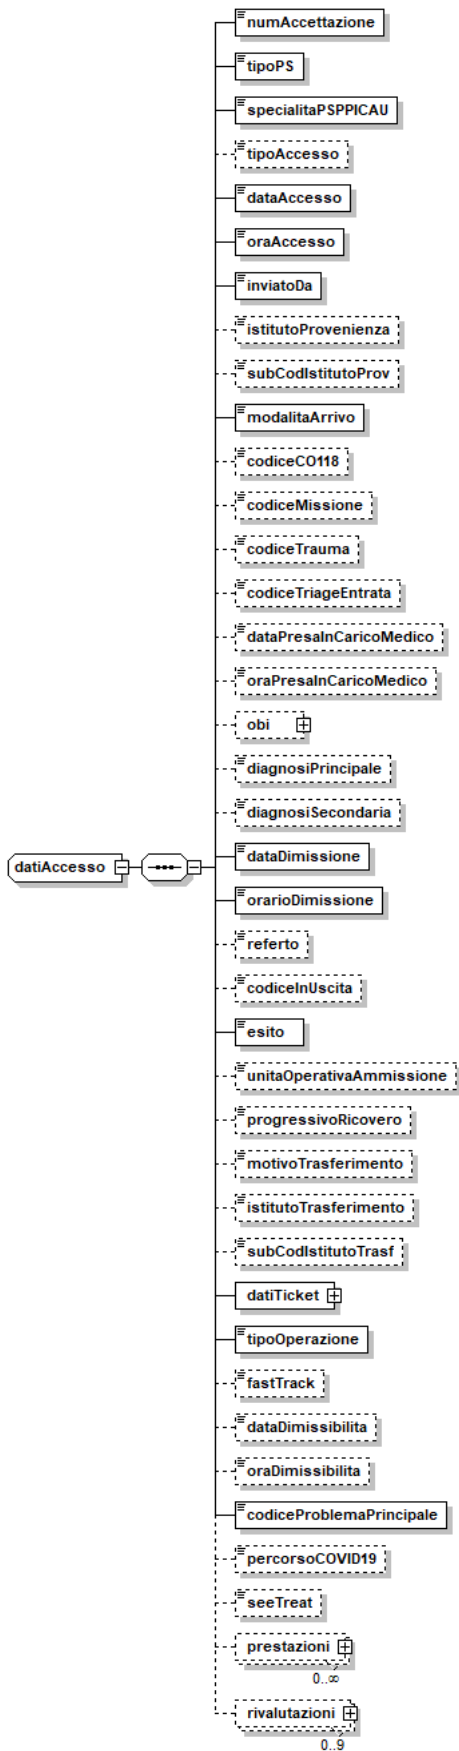 numAccettazione
tipoPS
specialitaPSPPICAU
tipoAccesso
dataAccesso
oraAccesso
inviatoDa
istitutoProvenienza
subCodIstitutoProv
modalitaArrivo
codiceCO118
codiceMissione
codiceTrauma
codiceTriageEntrata
dataPresaInCaricoMedico
oraPresaInCaricoMedico
obi
diagnosiPrincipale
diagnosiSecondaria
datiAccesso
dataDimissione
orarioDimissione
referto
codiceInUscita
esito
unitaOperativaAmmissione
progressivoRicovero
motivoTrasferimento
istitutoTrasferimento
subCodIstitutoTrasf
datiTicket
tipoOperazione
fastTrack
dataDimissibilita
oraDimissibilita
codiceProblemaPrincipale
percorsoCOVID19
seeTreat
prestazioni
0..∞
rivalutazioni
0..9